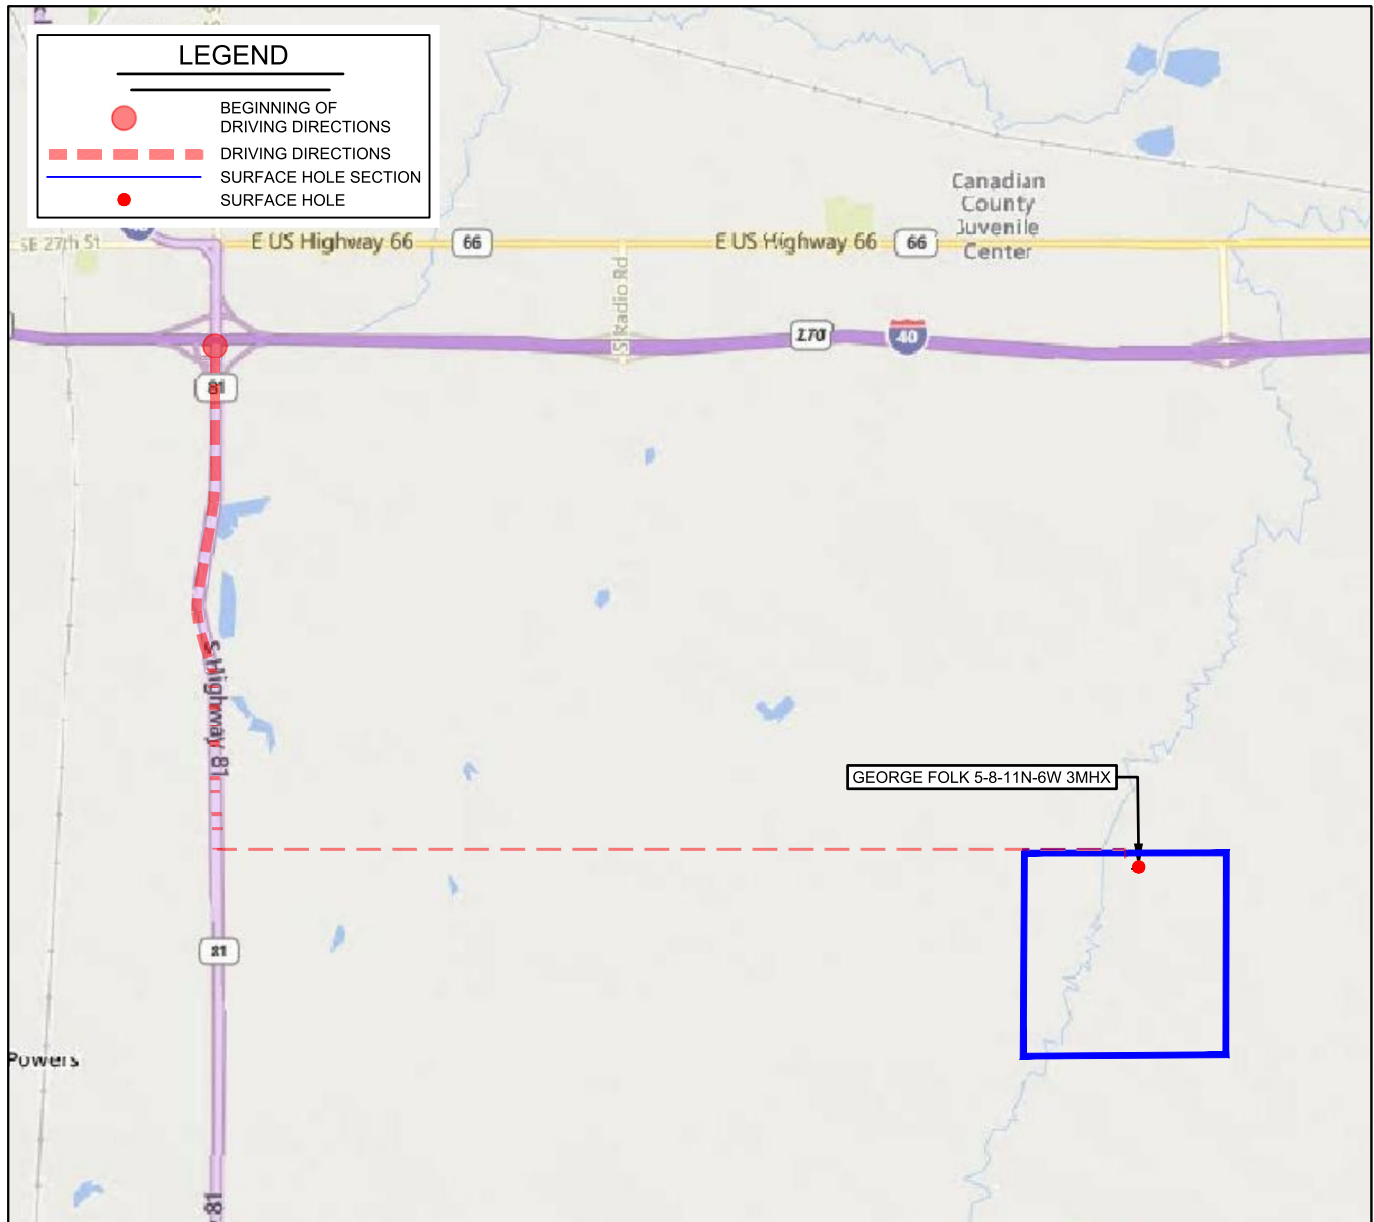 LEGEND
BEGINNING OF
DRIVING DIRECTIONS
DRIVING DIRECTIONS
SURFACE HOLE SECTION
SURFACE HOLE
SE 27th St
E US Highway 66
66
E US Highway 66
66
Canadian
County
Juvenile
Center
S Radio Rd
270
40
81
S Highway 81
GEORGE FOLK 5-8-11N-6W 3MHX
81
Powers
81